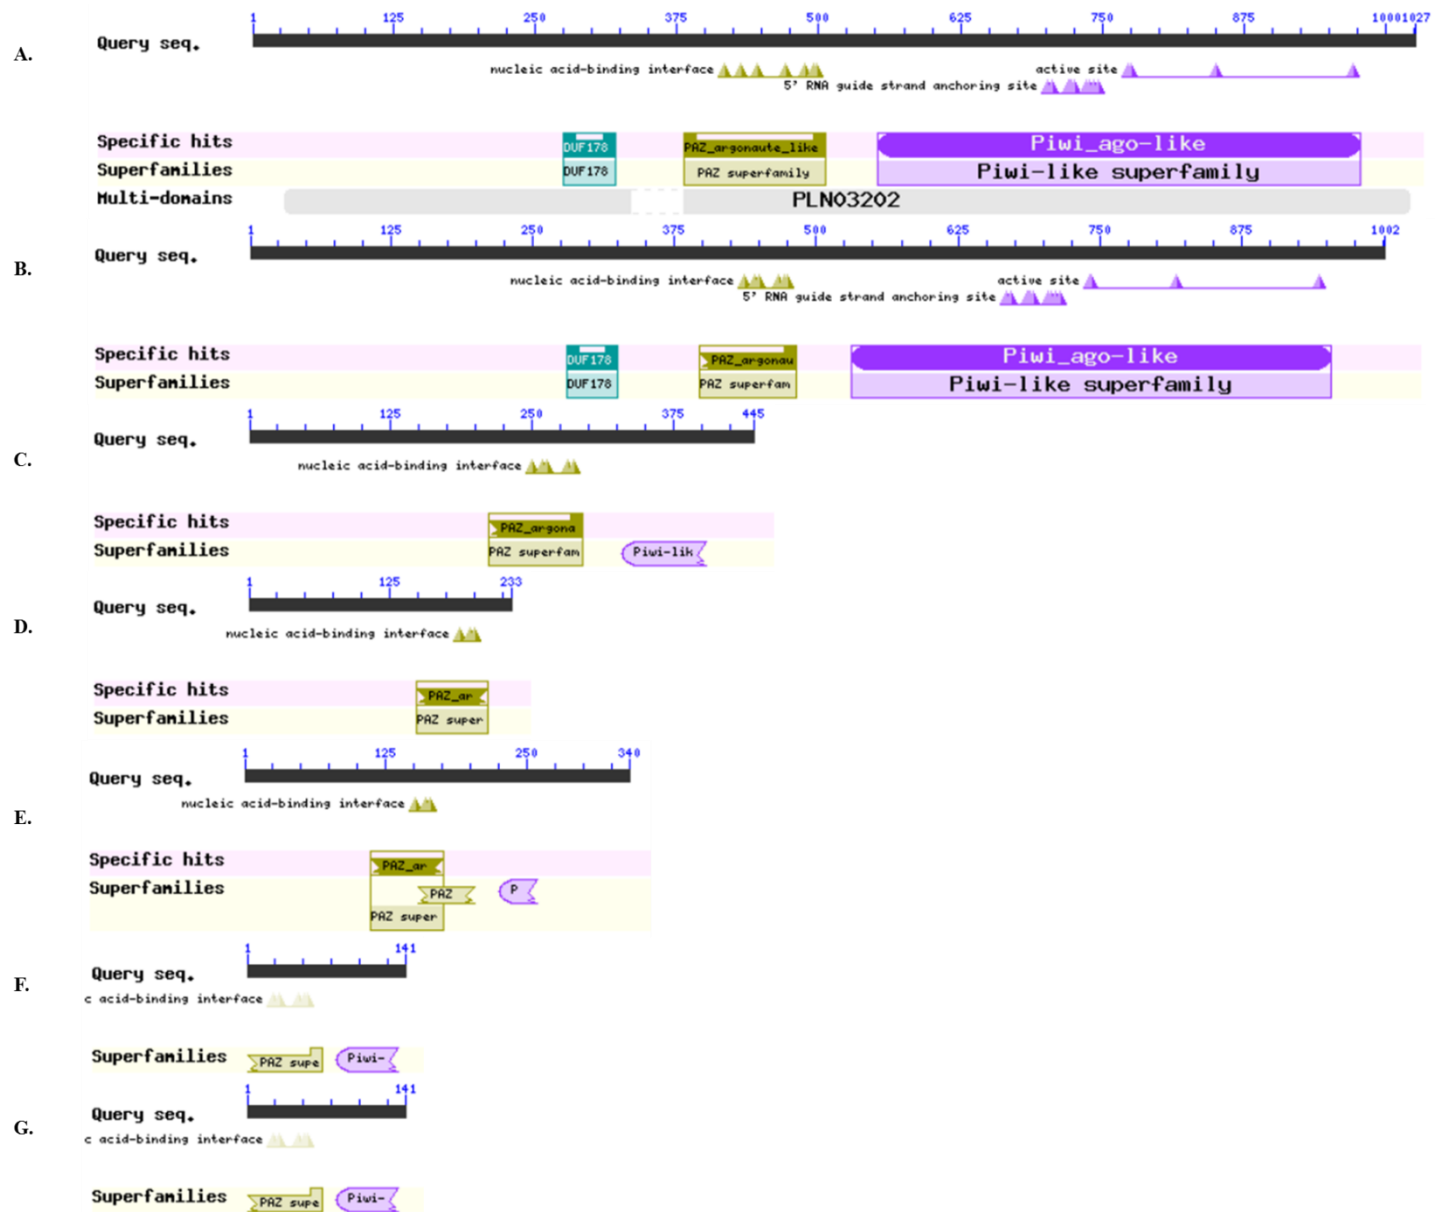 1 125 250 375 500 625 750 875 10001027
A. Query seq.
nucleic acid-binding interface active site
5' RNA guide strand anchoring site
Specific hits DUF178 PAZ_argonaute_like Piwi_ago-like
Superfamilies DUF178 PAZ superfamily Piwi-like superfamily
Multi-domains PLN03202
1 125 250 375 500 625 750 875 1002
B. Query seq.
nucleic acid-binding interface active site
5' RNA guide strand anchoring site
Specific hits DUF178 PAZ_argonau Piwi_ago-like
Superfamilies DUF178 PAZ superfam Piwi-like superfamily
1 125 250 375 445
Query seq.
C.
nucleic acid-binding interface
Specific hits PAZ_argona
Superfamilies PAZ superfam Piwi-lik
1 125 233
Query seq.
D.
nucleic acid-binding interface
Specific hits PAZ_ar
Superfamilies PAZ super
1 125 250 340
Query seq.
nucleic acid-binding interface
E.
Specific hits PAZ_ar
Superfamilies PAZ P
PAZ super
1 141
Query seq.
F.
c acid-binding interface
Superfamilies PAZ supe Piwi-
1 141
Query seq.
G.
c acid-binding interface
Superfamilies PAZ supe Piwi-